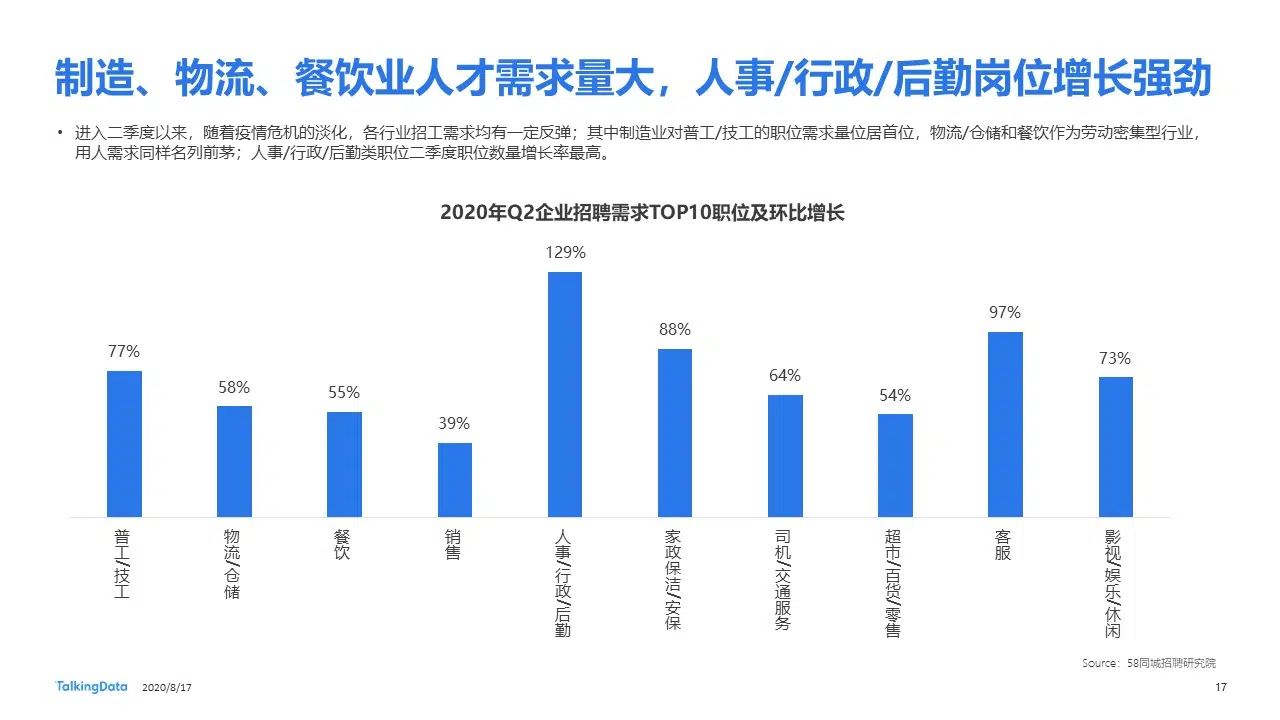 制造、物流、餐饮业人才需求量大，人事/行政/后勤岗位增长强劲
• 进入二季度以来，随着疫情危机的淡化，各行业招工需求均有一定反弹；其中制造业对普工/技工的职位需求量位居首位，物流/仓储和餐饮作为劳动密集型行业，
用人需求同样名列前茅；人事/行政/后勤类职位二季度职位数量增长率最高。
2020年Q2企业招聘需求TOP10职位及环比增长
77%
58%
55%
39%
129%
88%
64%
54%
97%
73%
普工/技工
物流/仓储
餐饮
销售
人事/行政/后勤
家政保洁/安保
司机/交通服务
超市/百货/零售
客服
影视/娱乐/休闲
Source：58同城招聘研究院
TalkingData
2020/8/17
17